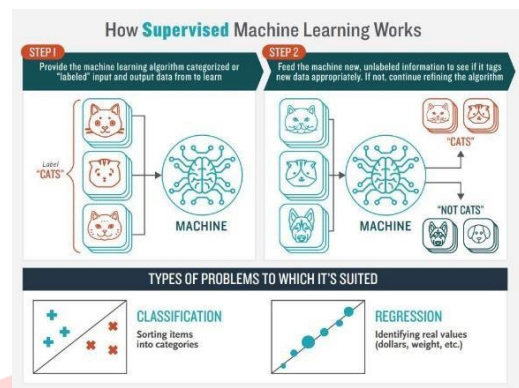 How Supervised Machine Learning Works
STEP 1
Provide the machine learning algorithm categorized or
"labeled" input and output data from to learn
Label
"CATS"
MACHINE
STEP 2
Feed the machine new, unlabeled information to see if it tags
new data appropriately. If not, continue refining the algorithm
MACHINE
"CATS"
"NOT CATS"
TYPES OF PROBLEMS TO WHICH IT'S SUITED
CLASSIFICATION
Sorting items
into categories
REGRESSION
Identifying real values
(dollars, weight, etc.)